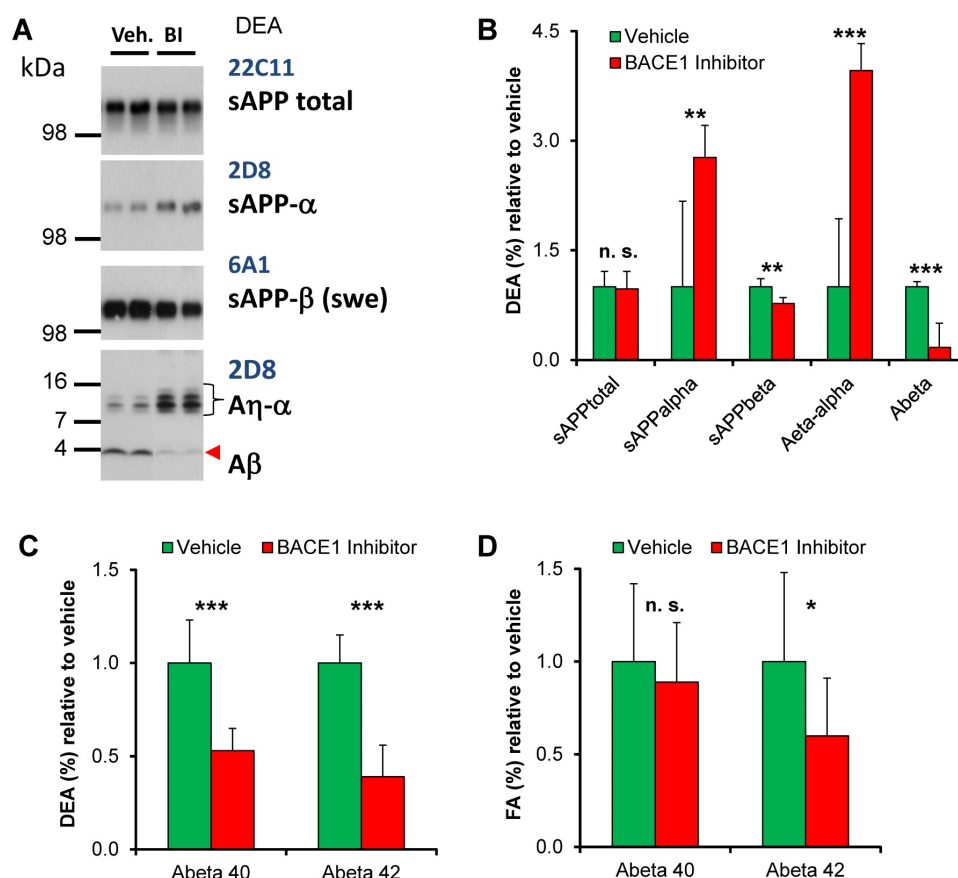 A
Veh. BI
DEA
kDa
22C11
sAPP total
98
2D8
sAPP-α
98
6A1
sAPP-β (swe)
98
2D8
16
Aη-α
7
4
Aβ
B
Vehicle
BACE1 Inhibitor
DEA (%) relative to vehicle
4.5
3.0
1.5
0.0
n. s.
**
**
***
***
sAPPtotal
sAPPalpha
sAPPbeta
Aeta-alpha
Abeta
C
Vehicle BACE1 Inhibitor
DEA (%) relative to vehicle
1.5
1.0
0.5
0.0
*** ***
Abeta 40 Abeta 42
D
Vehicle BACE1 Inhibitor
FA (%) relative to vehicle
1.5
1.0
0.5
0.0
n. s. *
Abeta 40 Abeta 42